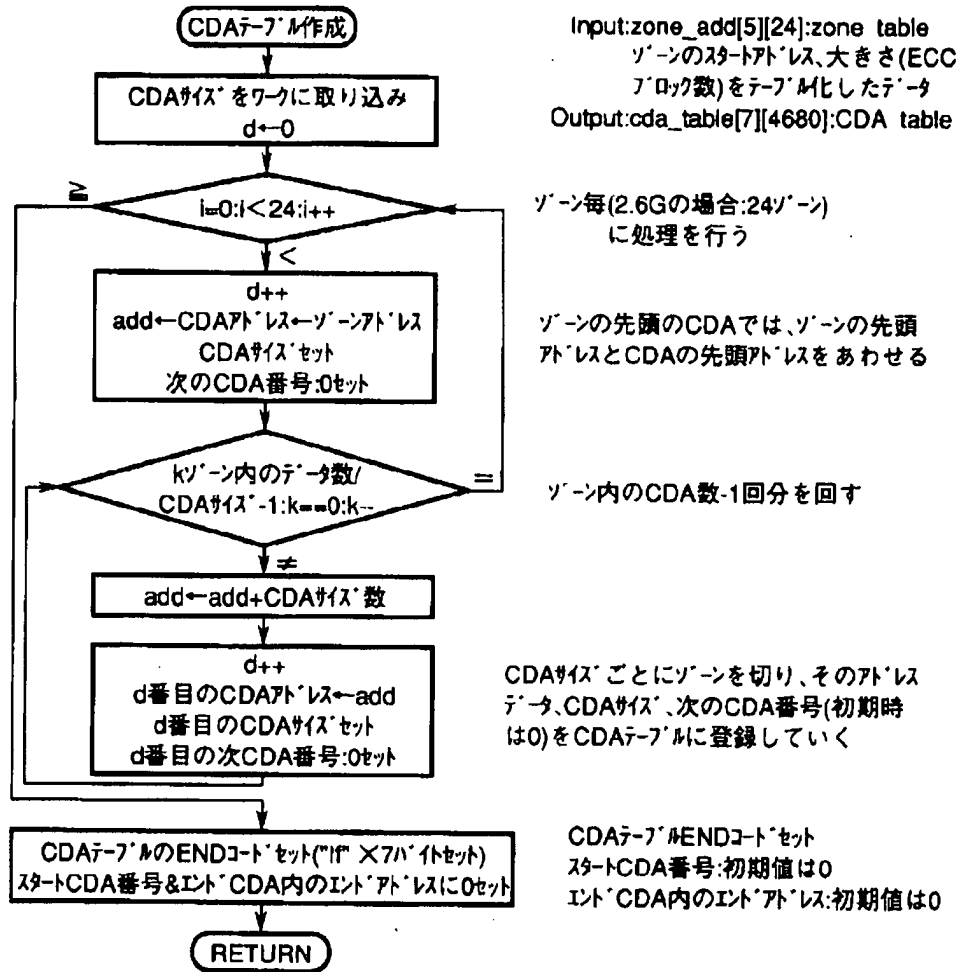 CDAテーブル作成
Input:zone_add[5][24]:zone table
ゾーンのスタートアドレス、大きさ(ECC
ブロック数)をテーブル化したデータ
Output:cda_table[7][4680]:CDA table
CDAサイズをワークに取り込み
d←0
≧
i=0:i<24:i++
<
ゾーン毎(2.6Gの場合:24ゾーン)
に処理を行う
d++
add←CDAアドレス←ゾーンアドレス
CDAサイズセット
次のCDA番号:0セット
ゾーンの先頭のCDAでは、ゾーンの先頭
アドレスとCDAの先頭アドレスをあわせる
kゾーン内のデータ数/
CDAサイズ-1:k==0:k--
=
≠
ゾーン内のCDA数-1回分を回す
add←add+CDAサイズ数
d++
d番目のCDAアドレス←add
d番目のCDAサイズセット
d番目の次CDA番号:0セット
CDAサイズごとにゾーンを切り、そのアドレス
データ、CDAサイズ、次のCDA番号(初期時
は0)をCDAテーブルに登録していく
CDAテーブルのENDコードセット("ff"×7バイトセット)
スタートCDA番号&エンドCDA内のエンドアドレスに0セット
CDAテーブルENDコードセット
スタートCDA番号:初期値は0
エンドCDA内のエンドアドレス:初期値は0
RETURN